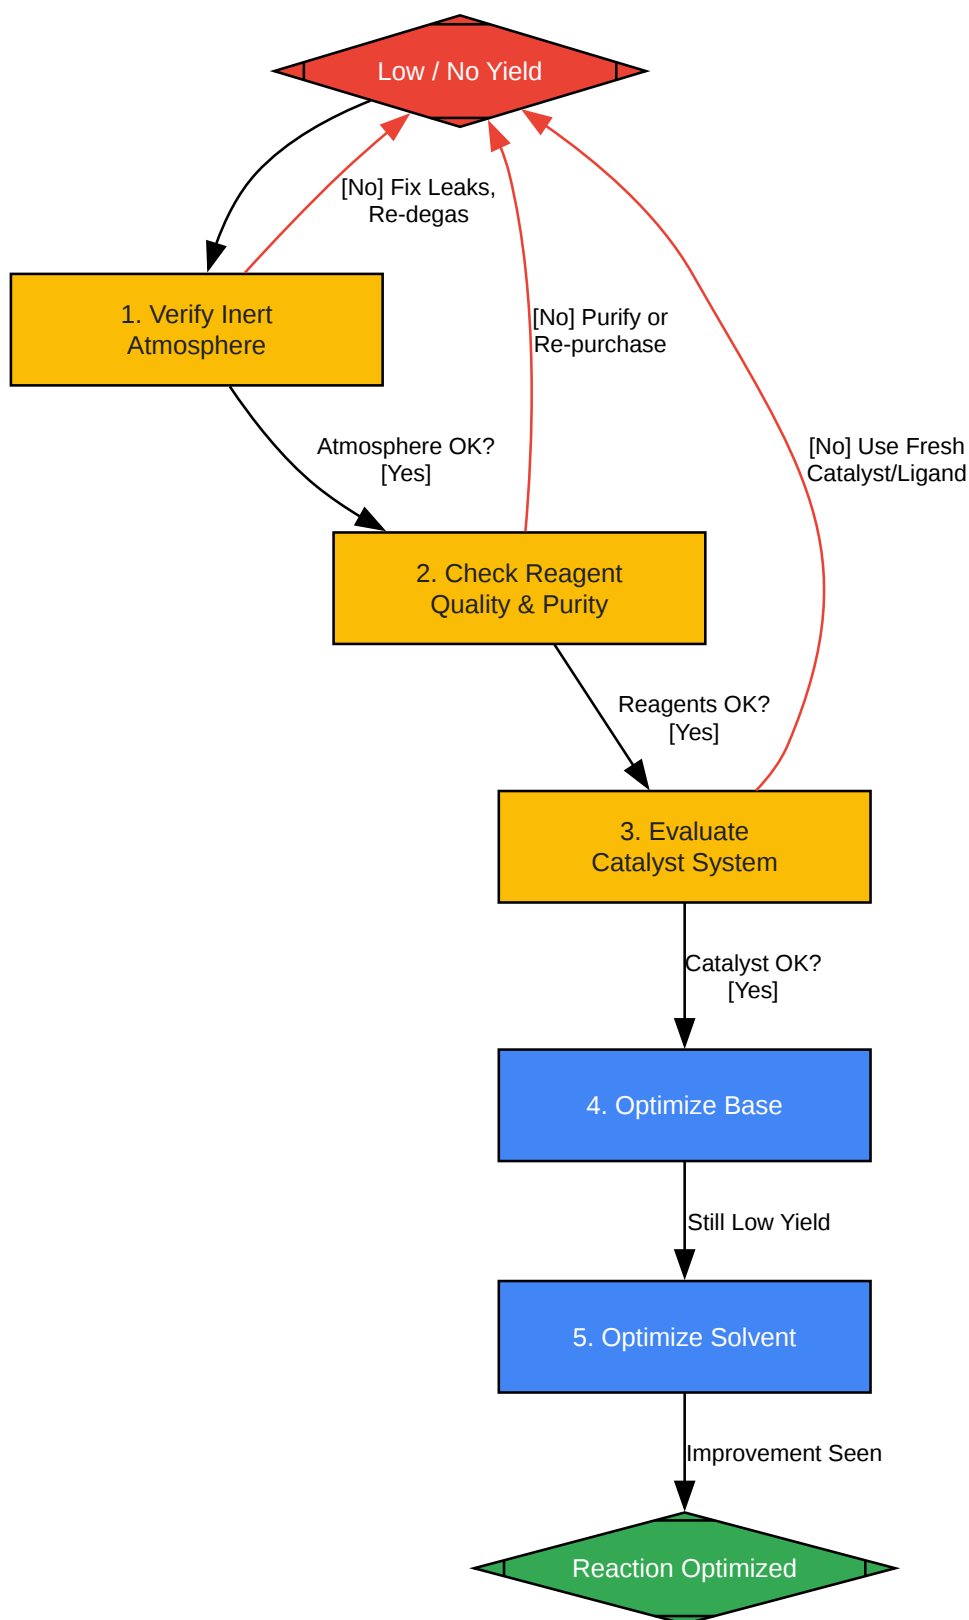 Low / No Yield
[No] Fix Leaks,
Re-degas
1. Verify Inert
Atmosphere
[No] Purify or
Re-purchase
Atmosphere OK?
[Yes]
[No] Use Fresh
Catalyst/Ligand
2. Check Reagent
Quality & Purity
Reagents OK?
[Yes]
3. Evaluate
Catalyst System
Catalyst OK?
[Yes]
4. Optimize Base
Still Low Yield
5. Optimize Solvent
Improvement Seen
Reaction Optimized